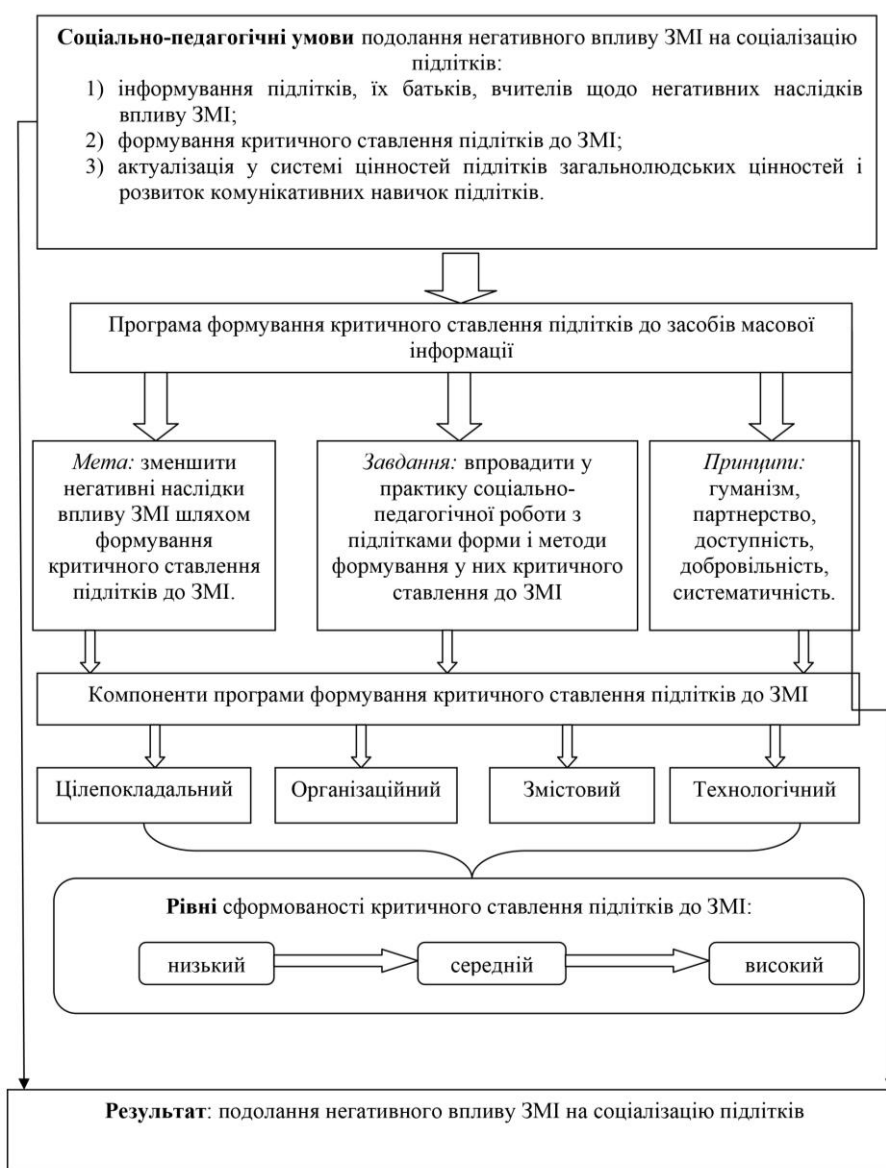 Соціально-педагогічні умови подолання негативного впливу ЗМІ на соціалізацію
підлітків:
1) інформування підлітків, їх батьків, вчителів щодо негативних наслідків
впливу ЗМІ;
2) формування критичного ставлення підлітків до ЗМІ;
3) актуалізація у системі цінностей підлітків загальнолюдських цінностей і
розвиток комунікативних навичок підлітків.
Програма формування критичного ставлення підлітків до засобів масової
інформації
Мета: зменшити
негативні наслідки
впливу ЗМІ шляхом
формування
критичного ставлення
підлітків до ЗМІ.
Завдання: впровадити у
практику соціально-
педагогічної роботи з
підлітками форми і методи
формування у них критичного
ставлення до ЗМІ
Принципи:
гуманізм,
партнерство,
доступність,
добровільність,
систематичність.
Компоненти програми формування критичного ставлення підлітків до ЗМІ
Цілепокладальний
Організаційний
Змістовий
Технологічний
Рівні сформованості критичного ставлення підлітків до ЗМІ:
низький
середній
високий
Результат: подолання негативного впливу ЗМІ на соціалізацію підлітків